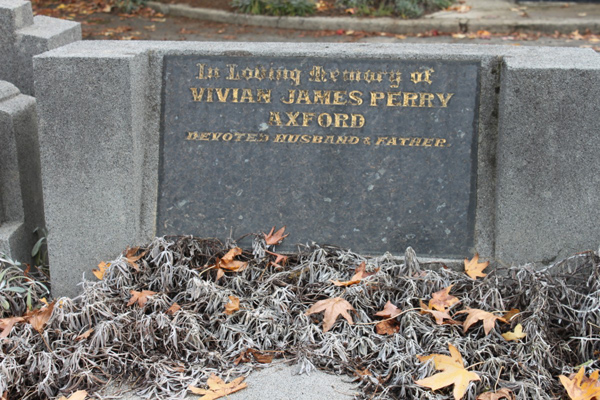 In Loving Memory of
VIVIAN JAMES PERRY
AXFORD
DEVOTED HUSBAND & FATHER.